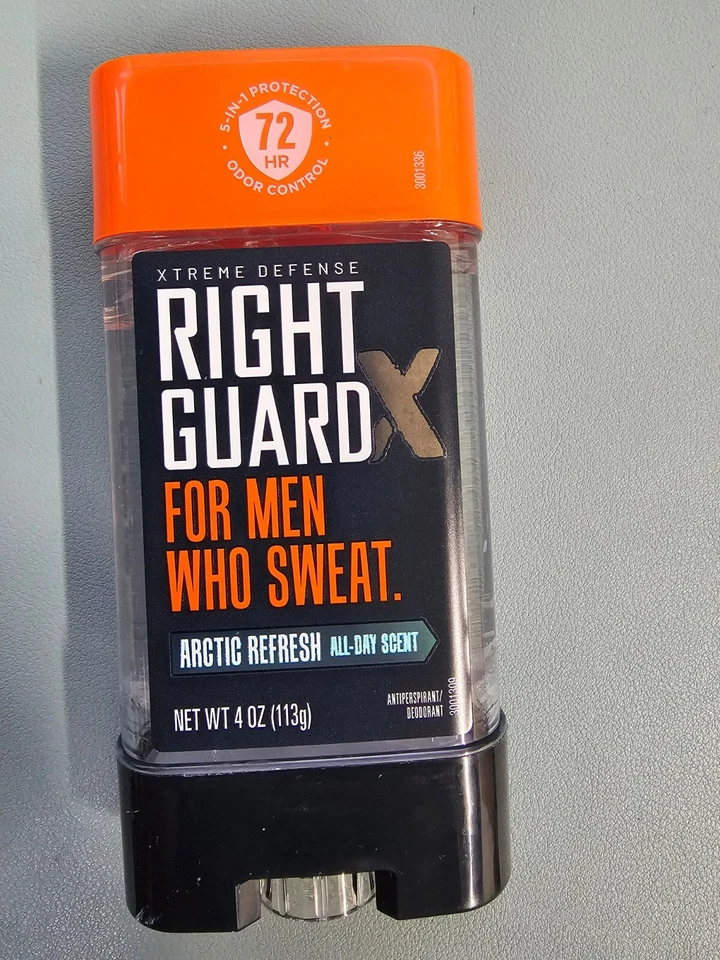 5-IN-1 PROTECTION
72
HR
ODOR CONTROL
3001336
XTREME DEFENSE
RIGHT
GUARD X
FOR MEN
WHO SWEAT.
ARCTIC REFRESH ALL-DAY SCENT
ANTIPERSPIRANT/
DEODORANT
3001309
NET WT 4 OZ (113g)